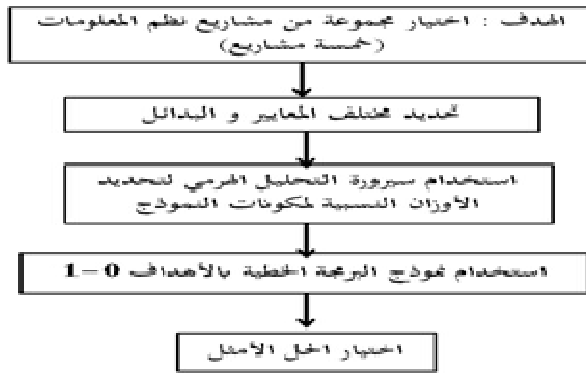 الهدف : اختيار مجموعة من مشاريع نظم المعلومات
(خمسة مشاريع)
تحديد مختلف المعايير و البدائل
استخدام سيرورة التحليل الهرمي لتحديد
الأوزان النسبية لمكونات النموذج
استخدام نموذج البرمجة الخطية بالأهداف 0-1
اختيار الحل الأمثل